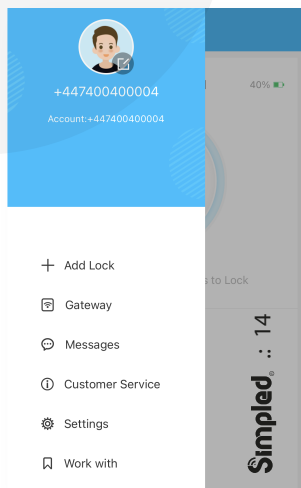 +447400400004
Account:+447400400004
40%
s to Lock
Add Lock
Gateway
Messages
Customer Service
Settings
Work with
Simpled® .: 14